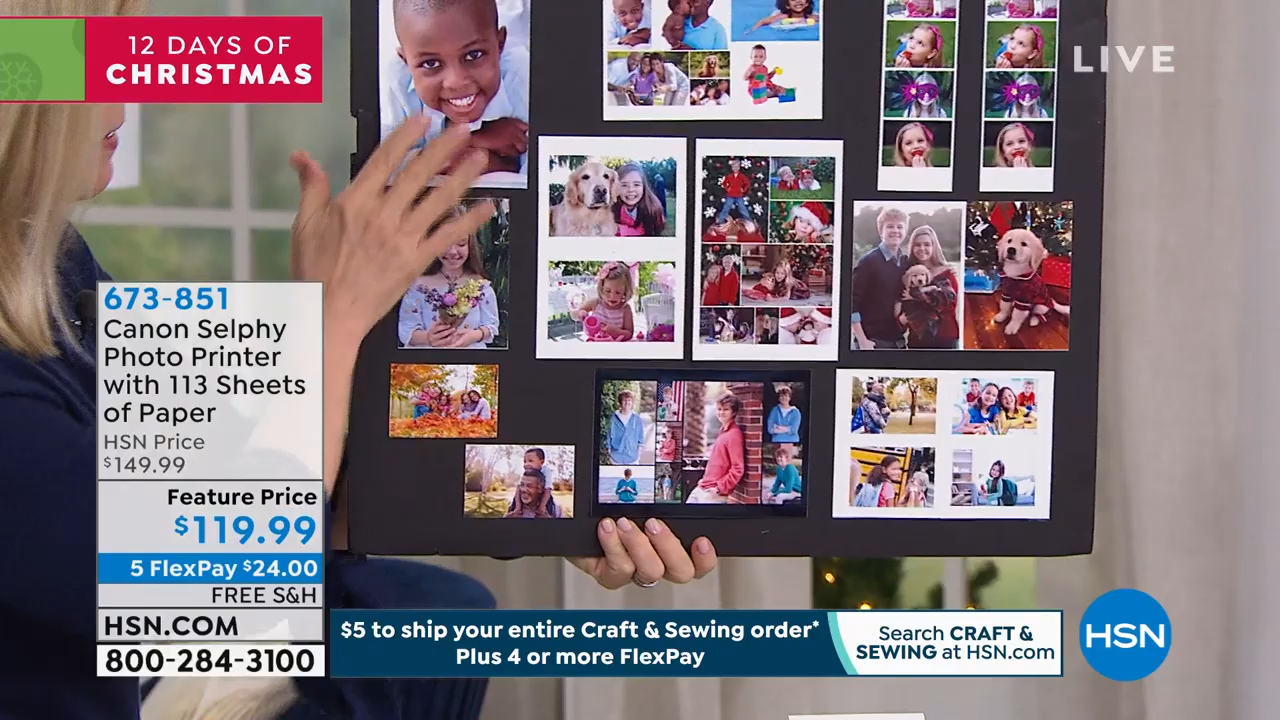 12 DAYS OF
CHRISTMAS
LIVE
673-851
Canon Selphy
Photo Printer
with 113 Sheets
of Paper
HSN Price
$149.99
Feature Price
$119.99
5 FlexPay $24.00
FREE S&H
HSN.COM
800-284-3100
$5 to ship your entire Craft & Sewing order*
Plus 4 or more FlexPay
Search CRAFT &
SEWING at HSN.com
HSN